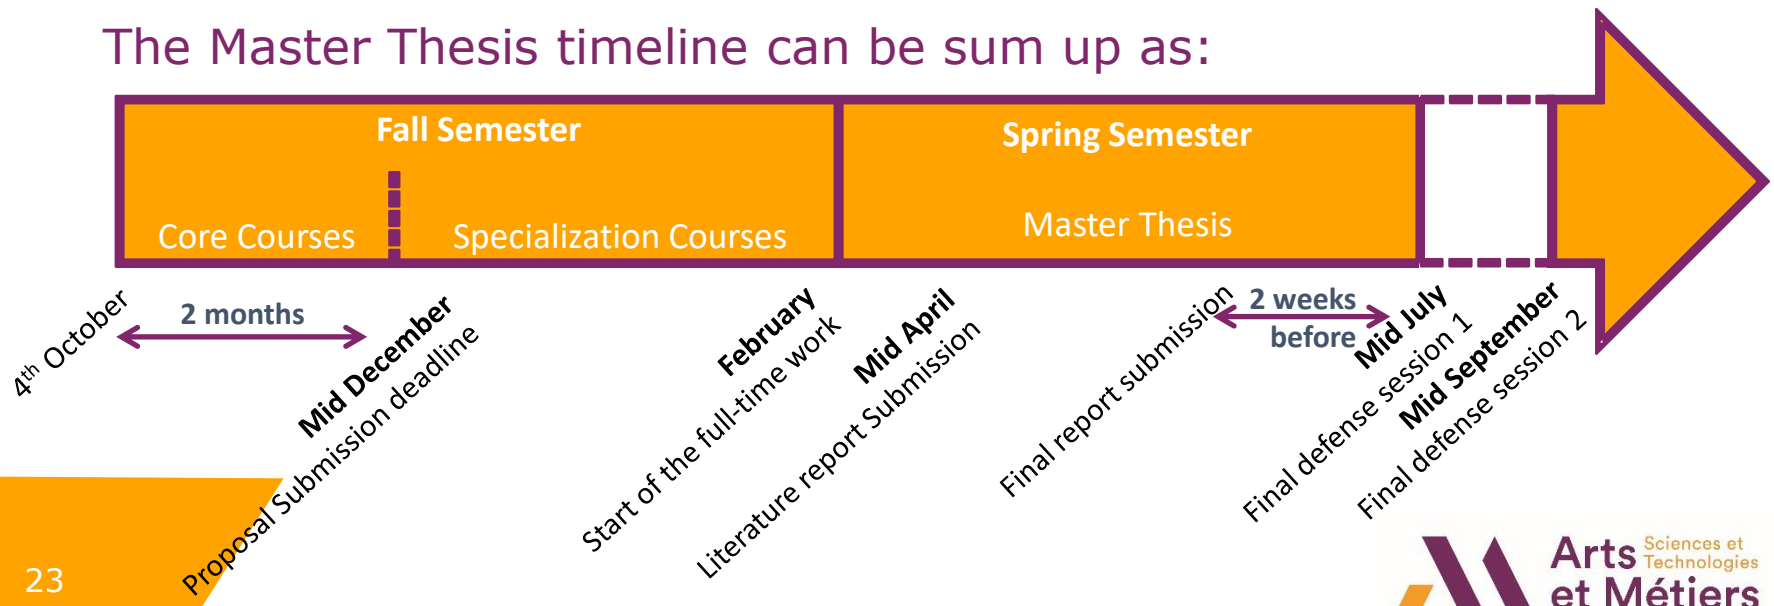 The Master Thesis timeline can be sum up as:
Fall Semester
Spring Semester
Core Courses
Specialization Courses
Master Thesis
4th October
2 months
Mid December
Proposal Submission deadline
February
Start of the full-time work
Mid April
Literature report Submission
Final report submission
2 weeks
before
Mid July
Final defense session 1
Mid September
Final defense session 2
23
Arts
Sciences et
Technologies
et Métiers